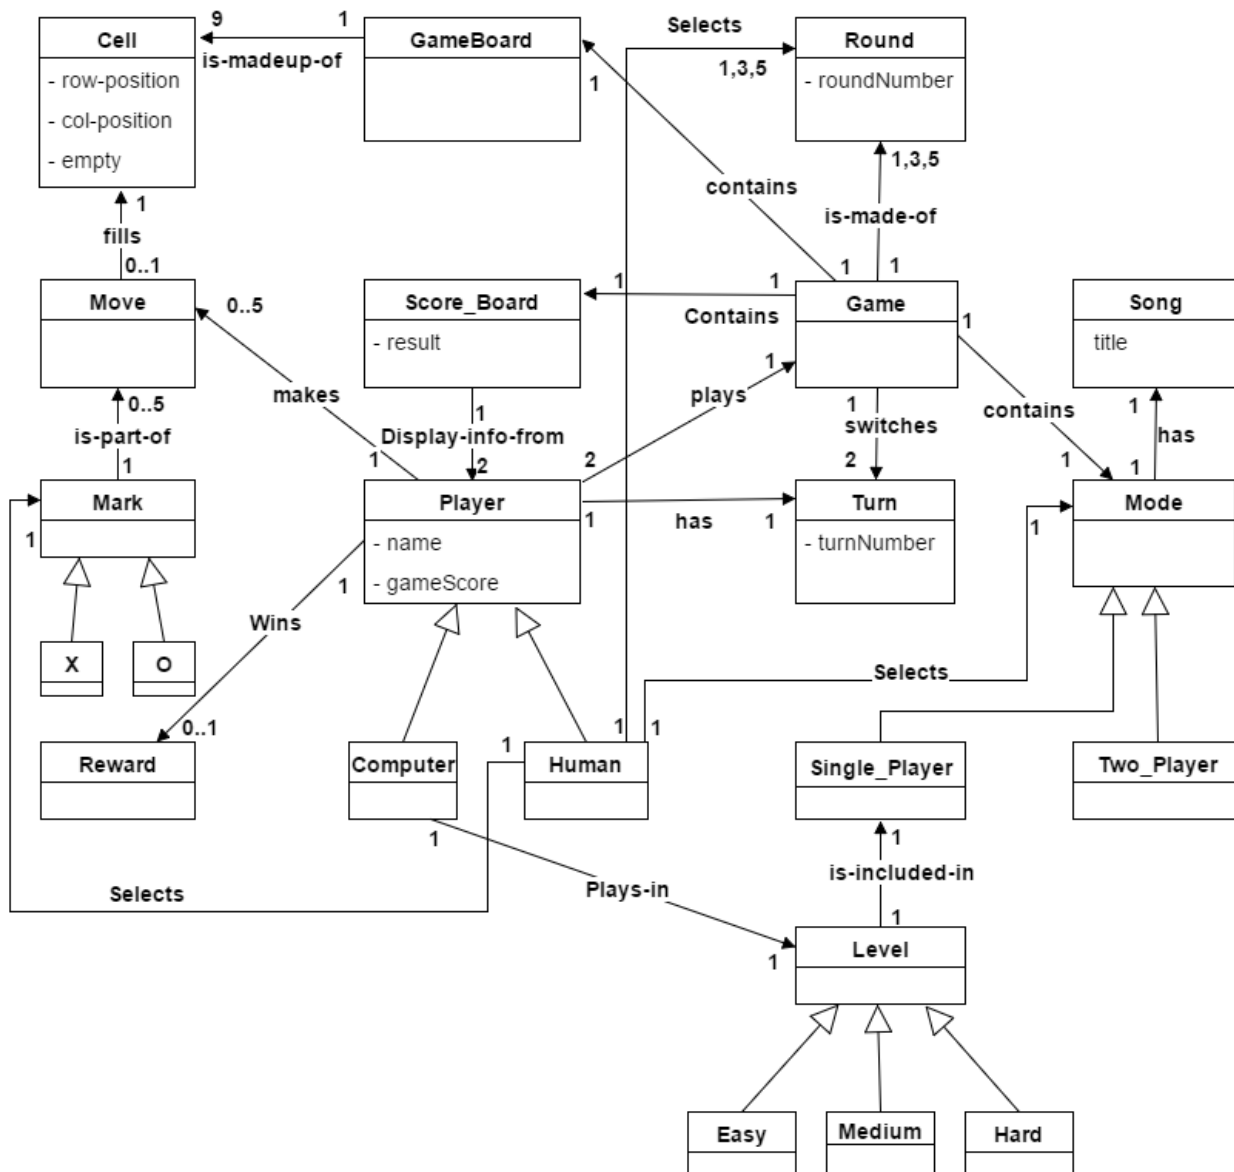 Cell
- row-position
- col-position
- empty
9
1
is-madeup-of
GameBoard
Selects
1,3,5
Round
- roundNumber
1
contains
1,3,5
is-made-of
1
1
1
fills
0..1
Move
0..5
Score_Board
- result
1
1
Contains
Game
1
Song
title
makes
plays
1
0..5
is-part-of
1
1
Display-info-from
2
1
2
1
switches
2
contains
1
1
has
1
Mark
1
Player
- name
- gameScore
1
has
1
Turn
- turnNumber
1
Mode
1
Wins
X
O
Selects
0..1
Reward
1
1
1
Computer
Human
Single_Player
Two_Player
1
1
is-included-in
Selects
Plays-in
1
1
Level
Easy
Medium
Hard